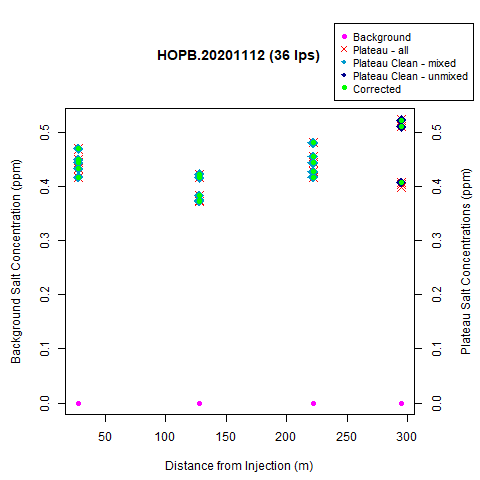 HOPB.20201112 (36 lps)
Background
Plateau - all
Plateau Clean - mixed
Plateau Clean - unmixed
Corrected
Background Salt Concentration (ppm)
0.5
0.4
0.3
0.2
0.1
0.0
0.5
0.4
0.3
0.2
0.1
0.0
Plateau Salt Concentrations (ppm)
50 100 150 200 250 300
Distance from Injection (m)